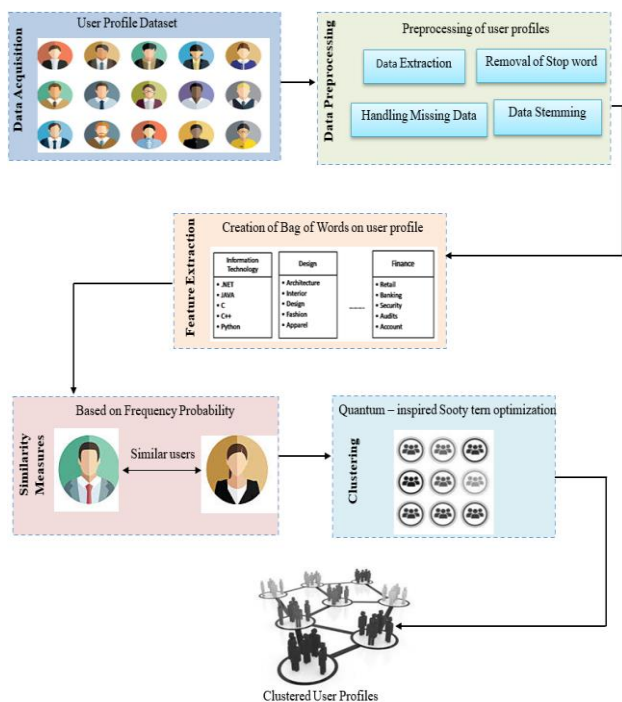 User Profile Dataset
Data Acquisition
Preprocessing of user profiles
Data Preprocessing
Data Extraction
Removal of Stop word
Handling Missing Data
Data Stemming
Creation of Bag of Words on user profile
Feature Extraction
Information
Technology
• .NET
• JAVA
• C
• C++
• Python
Design
• Architecture
• Interior
• Design
• Fashion
• Apparel
Finance
• Retail
• Banking
• Security
• Audits
• Account
Based on Frequency Probability
Similarity
Measures
Similar users
Quantum – inspired Sooty tern optimization
Clustering
Clustered User Profiles